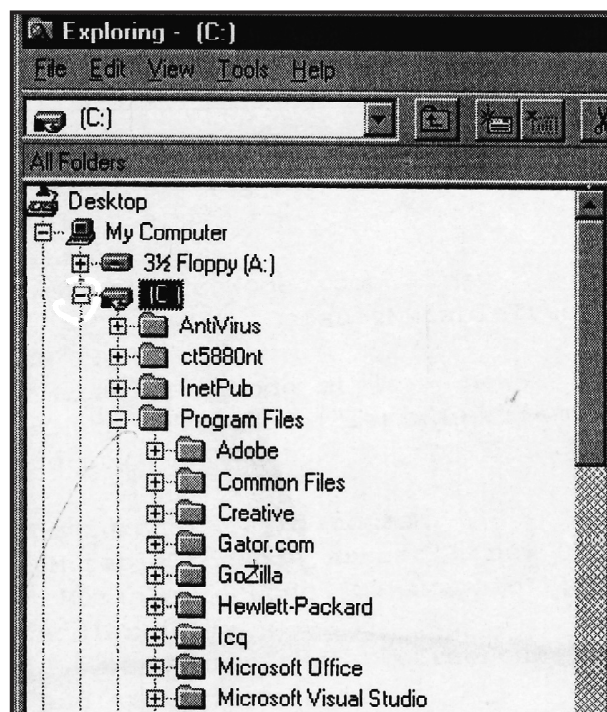 Exploring - (C:)
File Edit View Tools Help
(C:)
All Folders
Desktop
My Computer
3½ Floppy (A:)
(C:)
AntiVirus
ct5880nt
InetPub
Program Files
Adobe
Common Files
Creative
Gator.com
GoZilla
Hewlett-Packard
Icq
Microsoft Office
Microsoft Visual Studio